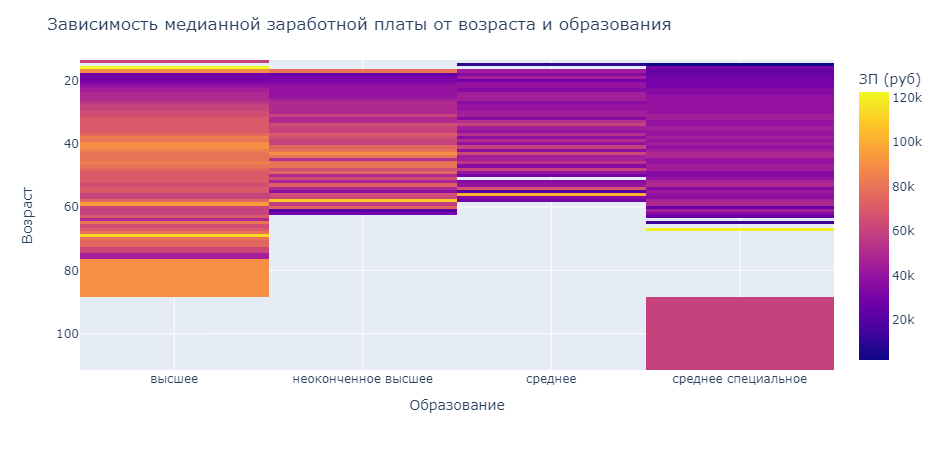 Зависимость медианной заработной платы от возраста и образования
ЗП (руб)
120k
100k
80k
60k
40k
20k
Возраст
20
40
60
80
100
высшее
неоконченное высшее
среднее
среднее специальное
Образование